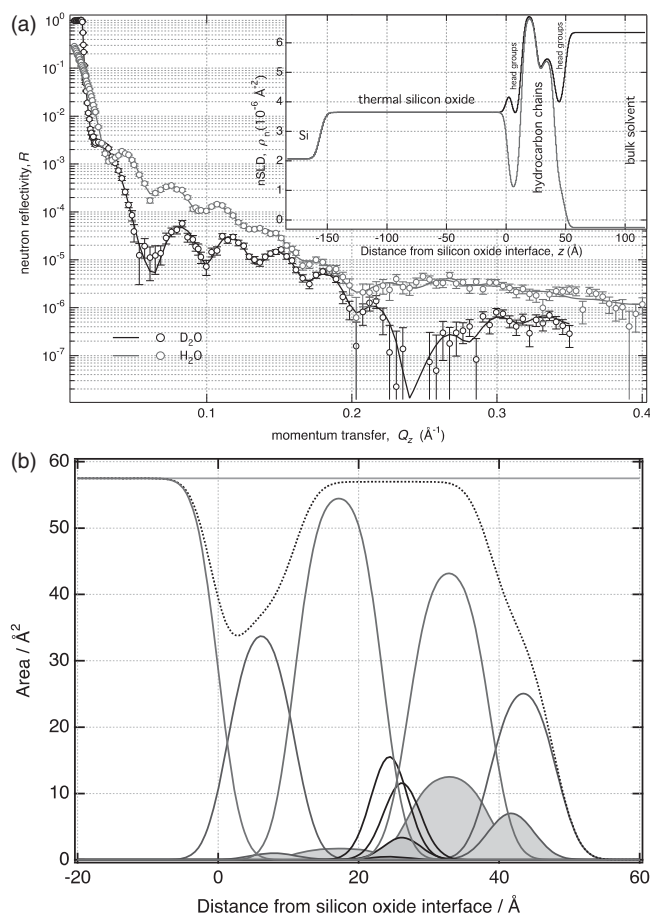 (a)
10⁰
10⁻¹
10⁻²
10⁻³
10⁻⁴
10⁻⁵
10⁻⁶
10⁻⁷
neutron reflectivity, R
0.1
0.2
0.3
0.4
momentum transfer, Q_z (Å⁻¹)
D₂O
H₂O
6
5
4
3
2
1
0
nSLD, ρ_n (10⁻⁶ Å⁻²)
-150
-100
-50
0
50
100
Distance from silicon oxide interface, z (Å)
Si
thermal silicon oxide
head groups
hydrocarbon chains
head groups
bulk solvent
(b)
60
50
40
30
20
10
0
Area / Å²
-20
0
20
40
60
Distance from silicon oxide interface / Å